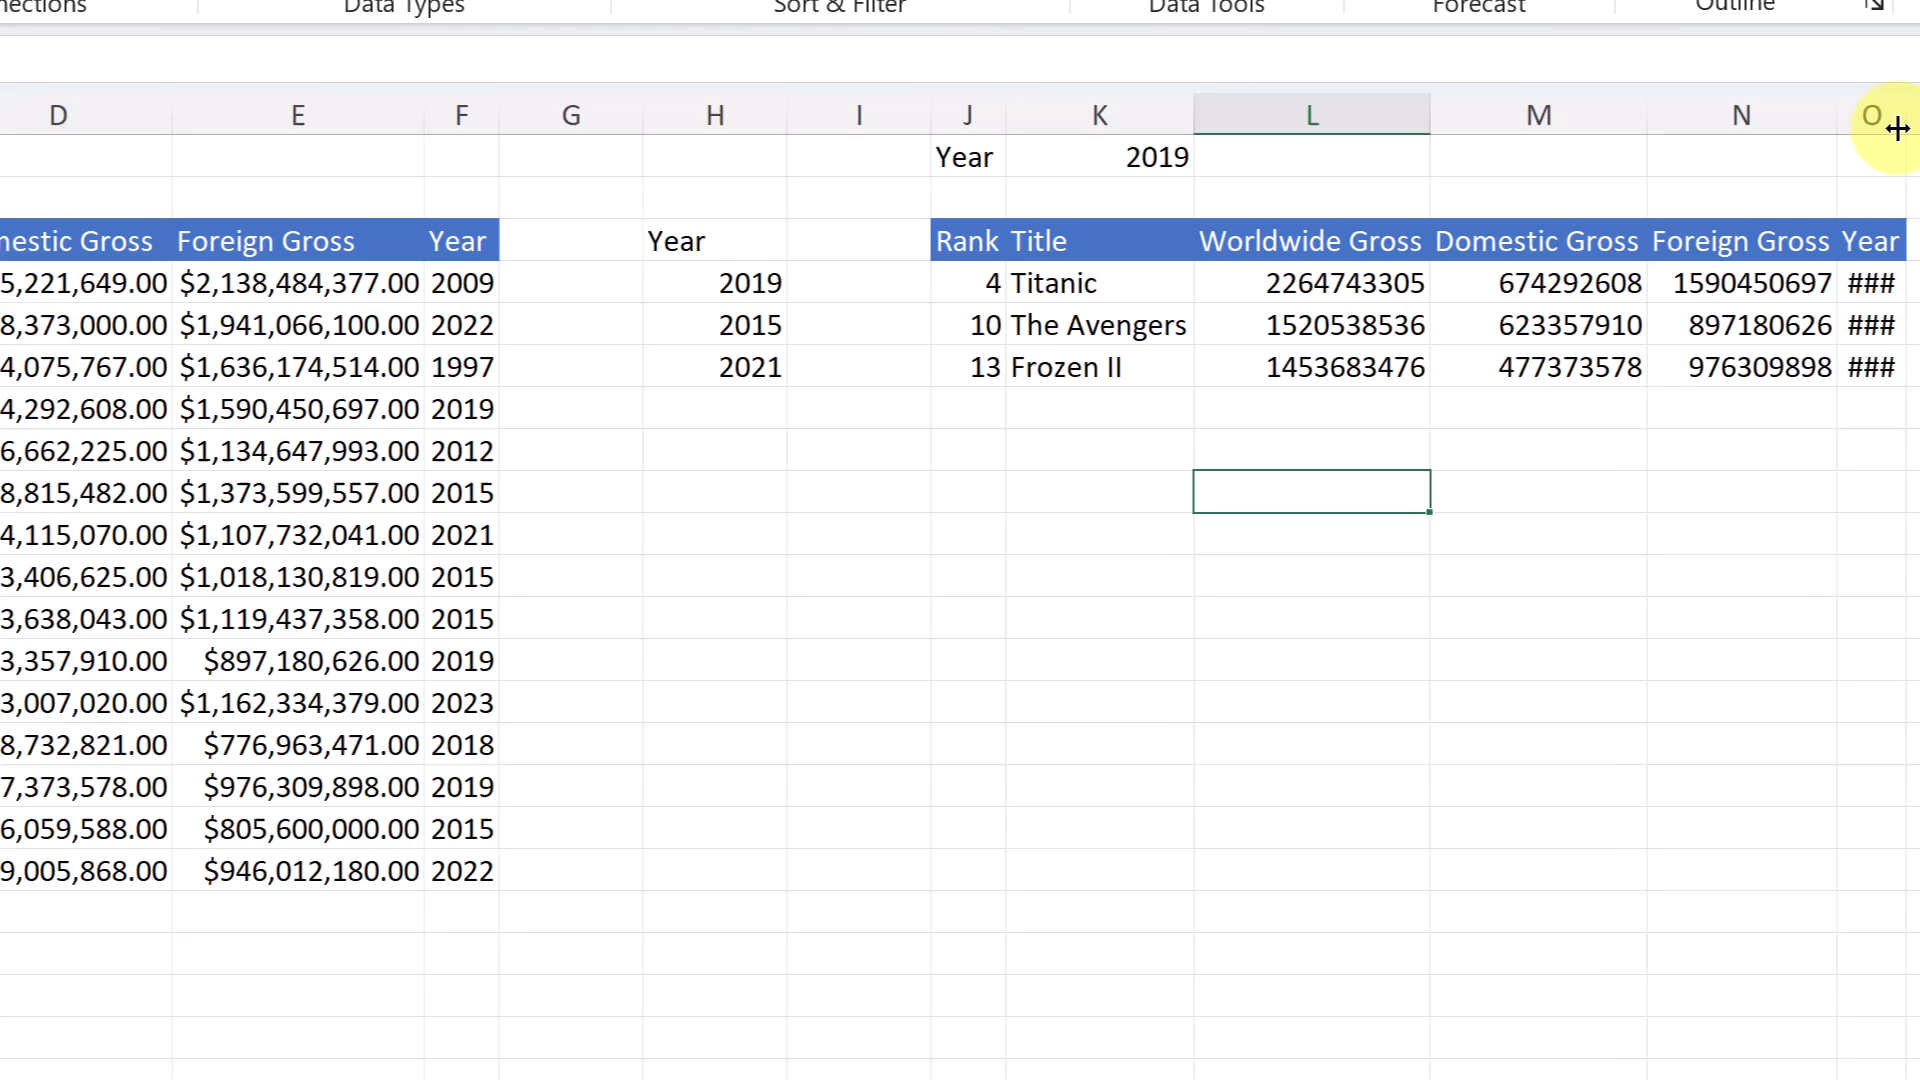 nections Data Types Sort & Filter Data Tools Forecast Outline
D E F G H I J K L M N O
Year 2019
mestic Gross Foreign Gross Year Year Rank Title Worldwide Gross Domestic Gross Foreign Gross Year
5,221,649.00 $2,138,484,377.00 2009 2019 4 Titanic 2264743305 674292608 1590450697 ###
8,373,000.00 $1,941,066,100.00 2022 2015 10 The Avengers 1520538536 623357910 897180626 ###
4,075,767.00 $1,636,174,514.00 1997 2021 13 Frozen II 1453683476 477373578 976309898 ###
4,292,608.00 $1,590,450,697.00 2019
6,662,225.00 $1,134,647,993.00 2012
8,815,482.00 $1,373,599,557.00 2015
4,115,070.00 $1,107,732,041.00 2021
3,406,625.00 $1,018,130,819.00 2015
3,638,043.00 $1,119,437,358.00 2015
3,357,910.00 $897,180,626.00 2019
3,007,020.00 $1,162,334,379.00 2023
8,732,821.00 $776,963,471.00 2018
7,373,578.00 $976,309,898.00 2019
6,059,588.00 $805,600,000.00 2015
9,005,868.00 $946,012,180.00 2022